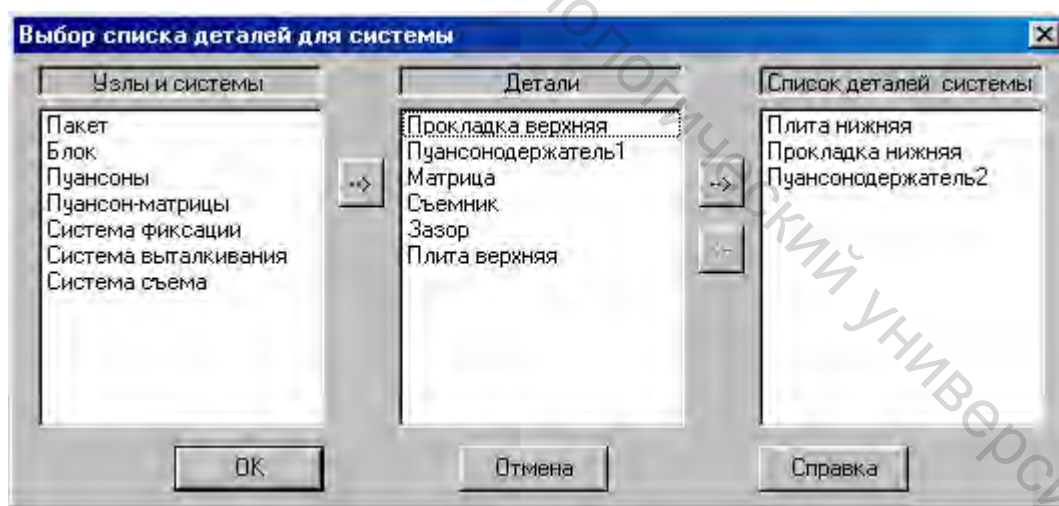 Выбор списка деталей для системы
Узлы и системы
Пакет
Блок
Пуансоны
Пуансон-матрицы
Система фиксации
Система выталкивания
Система съема
-->
Детали
Прокладка верхняя
Пуансонодержатель1
Матрица
Съемник
Зазор
Плита верхняя
-->
<--
Список деталей системы
Плита нижняя
Прокладка нижняя
Пуансонодержатель2
OK
Отмена
Справка